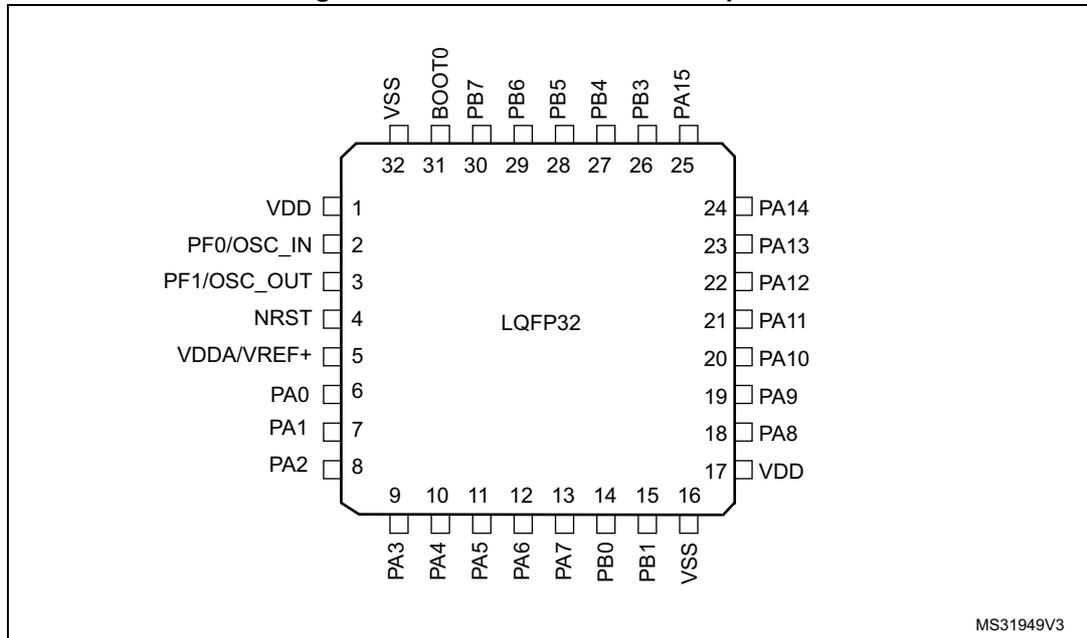 VSS
BOOT0
PB7
PB6
PB5
PB4
PB3
PA15
32 31 30 29 28 27 26 25
VDD 1
PF0/OSC_IN 2
PF1/OSC_OUT 3
NRST 4
VDDA/VREF+ 5
PA0 6
PA1 7
PA2 8
LQFP32
24 PA14
23 PA13
22 PA12
21 PA11
20 PA10
19 PA9
18 PA8
17 VDD
9 10 11 12 13 14 15 16
PA3
PA4
PA5
PA6
PA7
PB0
PB1
VSS
MS31949V3